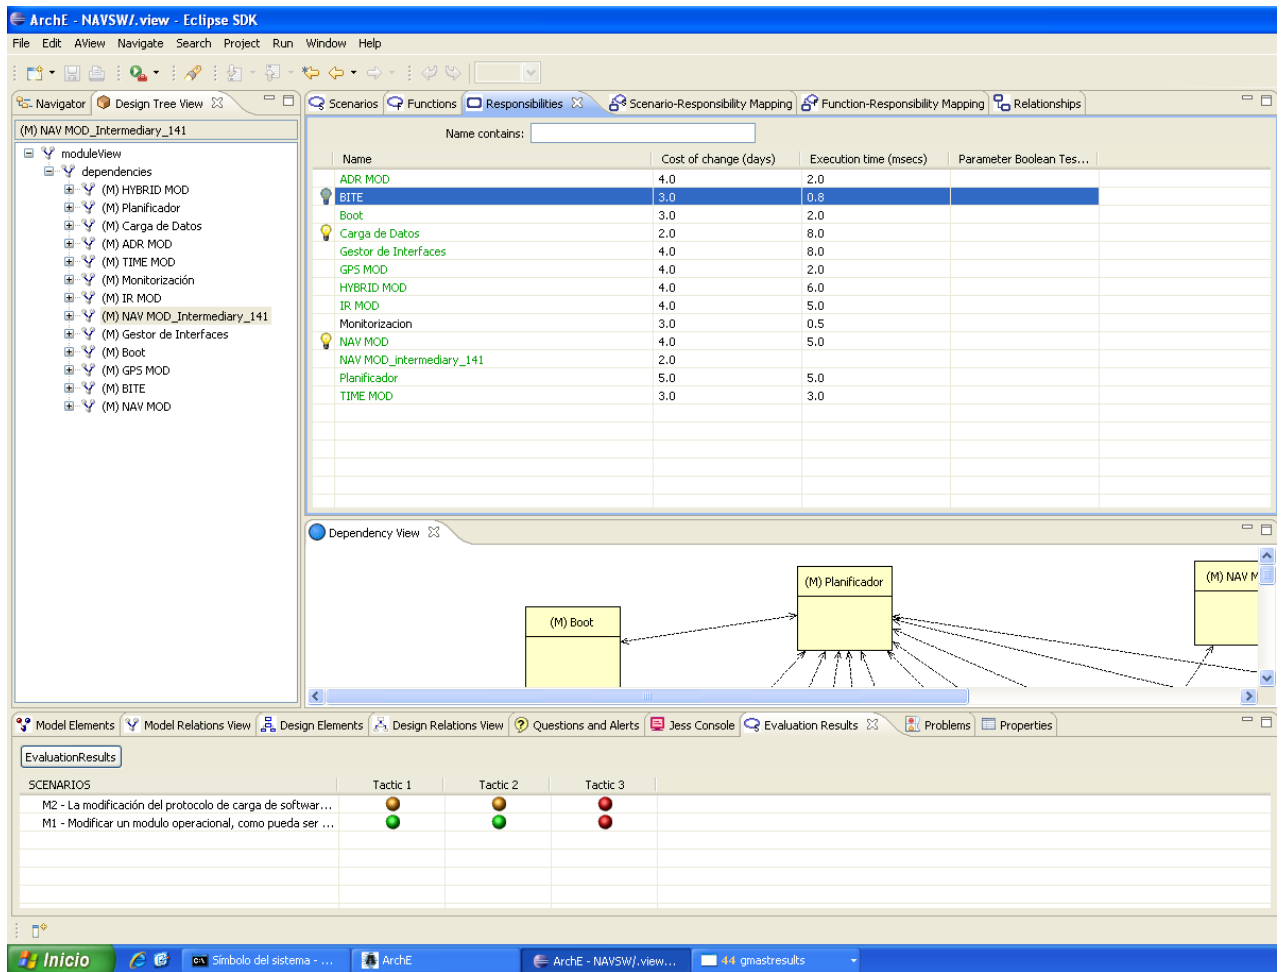 ArchE - NAVSW/.view - Eclipse SDK
File Edit AView Navigate Search Project Run Window Help
Navigator Design Tree View
Scenarios Functions Responsibilities Scenario-Responsibility Mapping Function-Responsibility Mapping Relationships
(M) NAV MOD_Intermediary_141
Name contains:
moduleView
dependencies
(M) HYBRID MOD
(M) Planificador
(M) Carga de Datos
(M) ADR MOD
(M) TIME MOD
(M) Monitorización
(M) IR MOD
(M) NAV MOD_Intermediary_141
(M) Gestor de Interfaces
(M) Boot
(M) GPS MOD
(M) BITE
(M) NAV MOD
Name Cost of change (days) Execution time (msecs) Parameter Boolean Tes...
ADR MOD 4.0 2.0
BITE 3.0 0.8
Boot 3.0 2.0
Carga de Datos 2.0 8.0
Gestor de Interfaces 4.0 8.0
GPS MOD 4.0 2.0
HYBRID MOD 4.0 6.0
IR MOD 4.0 5.0
Monitorizacion 3.0 0.5
NAV MOD 4.0 5.0
NAV MOD_intermediary_141 2.0
Planificador 5.0 5.0
TIME MOD 3.0 3.0
Dependency View
(M) Boot
(M) Planificador
(M) NAV M
Model Elements Model Relations View Design Elements Design Relations View Questions and Alerts Jess Console Evaluation Results Problems Properties
EvaluationResults
SCENARIOS Tactic 1 Tactic 2 Tactic 3
M2 - La modificación del protocolo de carga de softwar...
M1 - Modificar un modulo operacional, como pueda ser ...
Inicio Símbolo del sistema - ... ArchE ArchE - NAVSW/.view... 44 gmastresults